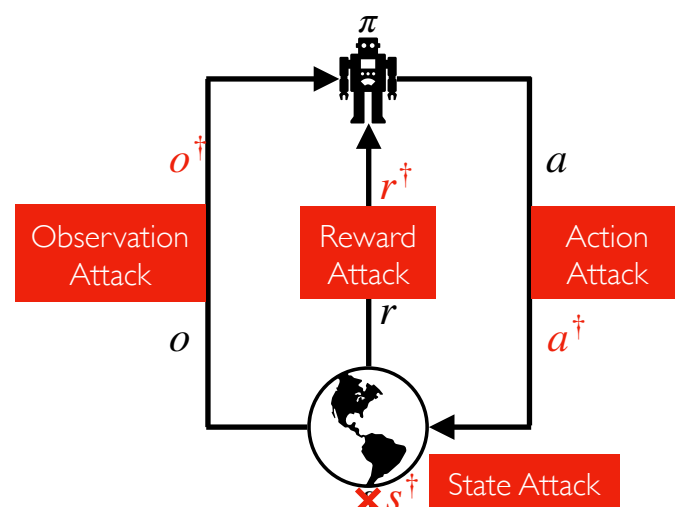 π
o†
r†
a
Observation
Attack
Reward
Attack
Action
Attack
o
r
a†
State Attack
s†